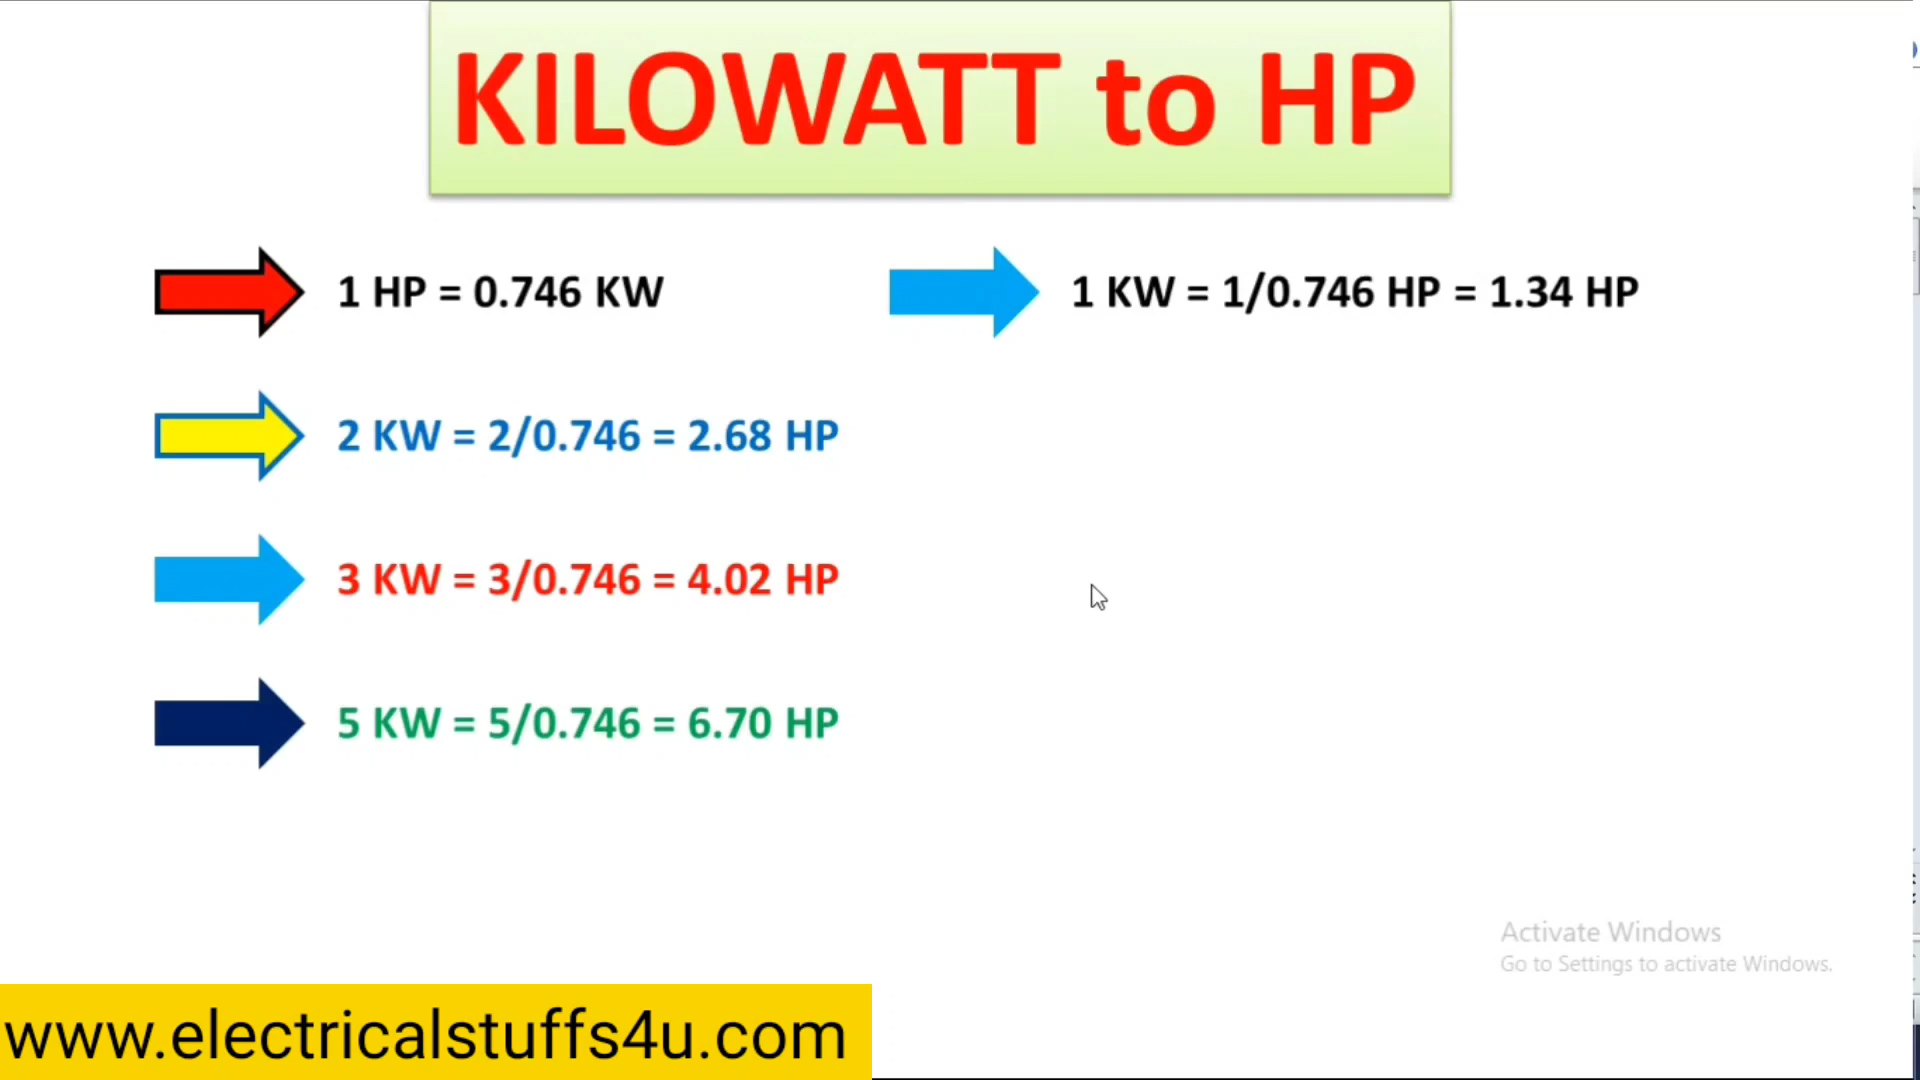 KILOWATT to HP
1 HP = 0.746 KW
1 KW = 1/0.746 HP = 1.34 HP
2 KW = 2/0.746 = 2.68 HP
3 KW = 3/0.746 = 4.02 HP
5 KW = 5/0.746 = 6.70 HP
Activate Windows
Go to Settings to activate Windows.
www.electricalstuffs4u.com